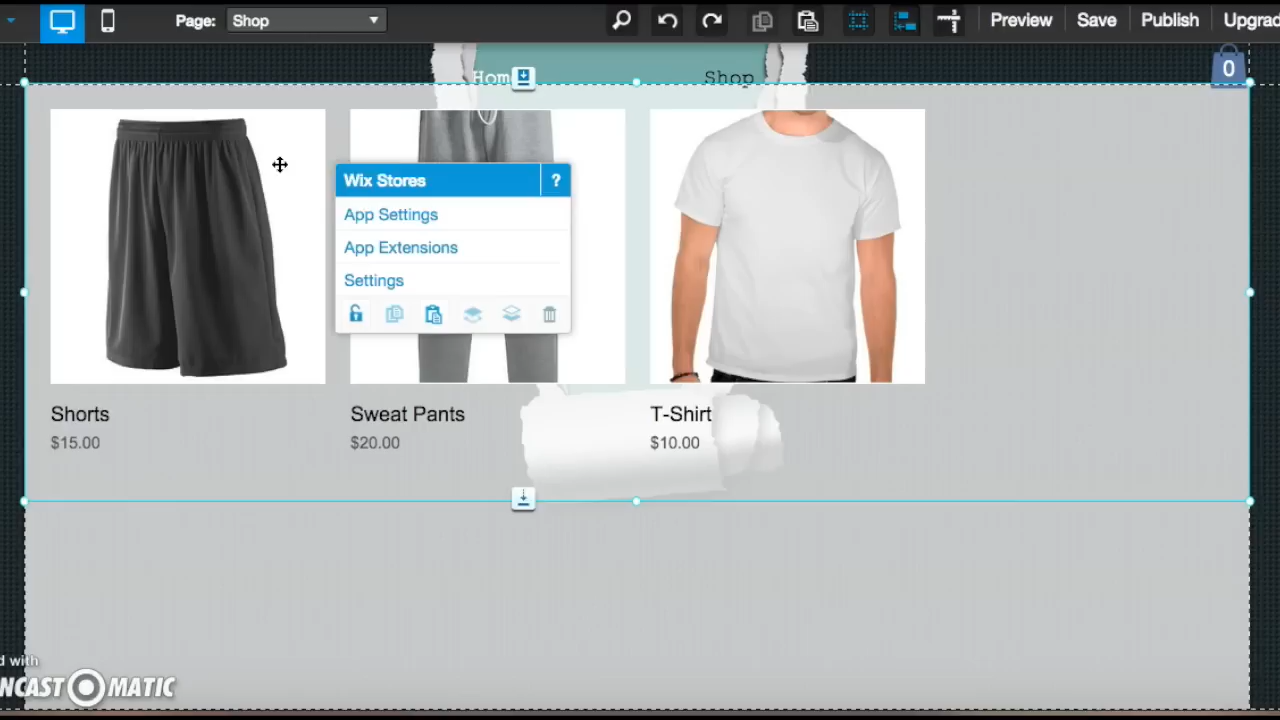 Page: Shop Preview Save Publish Upgrad
Hom Shop 0
Wix Stores ?
App Settings
App Extensions
Settings
Shorts Sweat Pants T-Shirt
$15.00 $20.00 $10.00
d with
NCAST MATIC